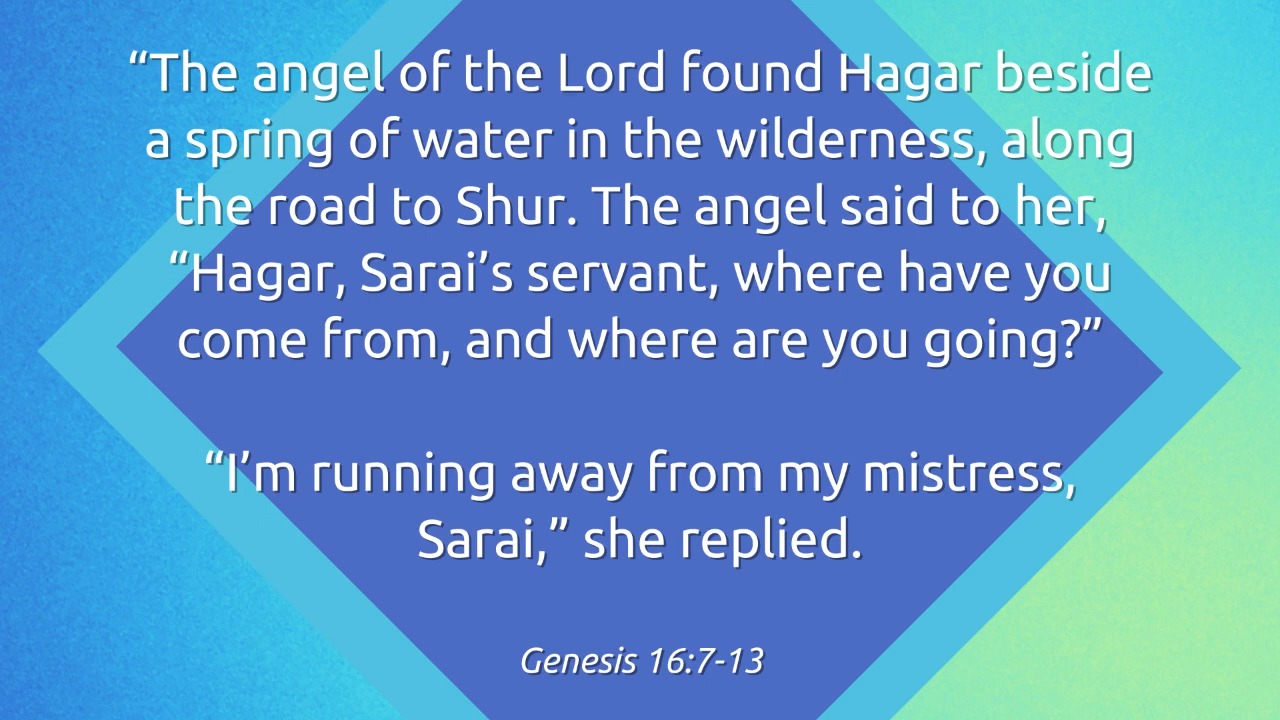 “The angel of the Lord found Hagar beside
a spring of water in the wilderness, along
the road to Shur. The angel said to her,
“Hagar, Sarai’s servant, where have you
come from, and where are you going?”
“I’m running away from my mistress,
Sarai,” she replied.
Genesis 16:7-13